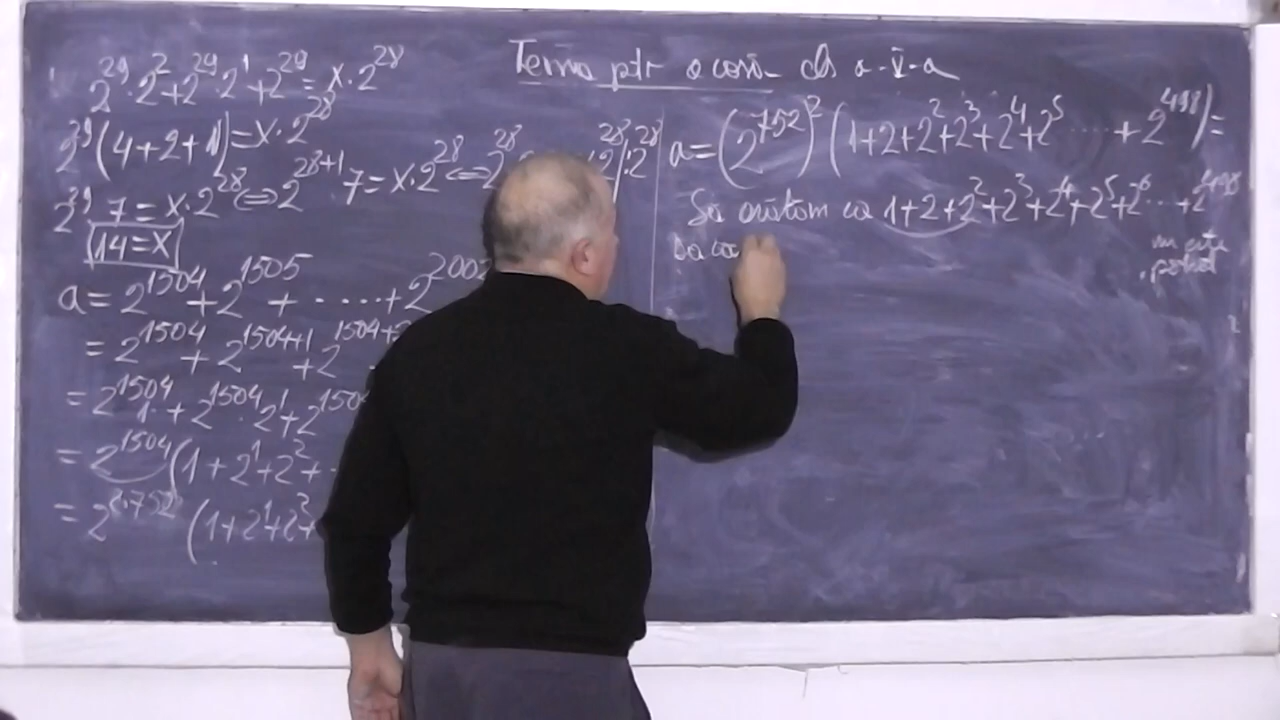 Temă ptr acasă cls a-V-a
2^29·2^2+2^29·2^1+2^29=x·2^28
2^29(4+2+1)=x·2^28
2^29 7=x·2^28⇔2^(28+1) 7=x·2^28⇔2^28
14=x
a=2^1504+2^1505+·····+2^2002
=2^1504+2^(1504+1)+2^(1504+2
=2^1504·1+2^1504·2^1+2^1504
=2^1504(1+2^1+2^2+
=2^(2·752)(1+2^1+2^2+
a=(2^752)^2(1+2+2^2+2^3+2^4+2^5····+2^498)=
Să arătăm că 1+2+2^2+2^3+2^4+2^5+2^6···+2^498
nu este
pătrat